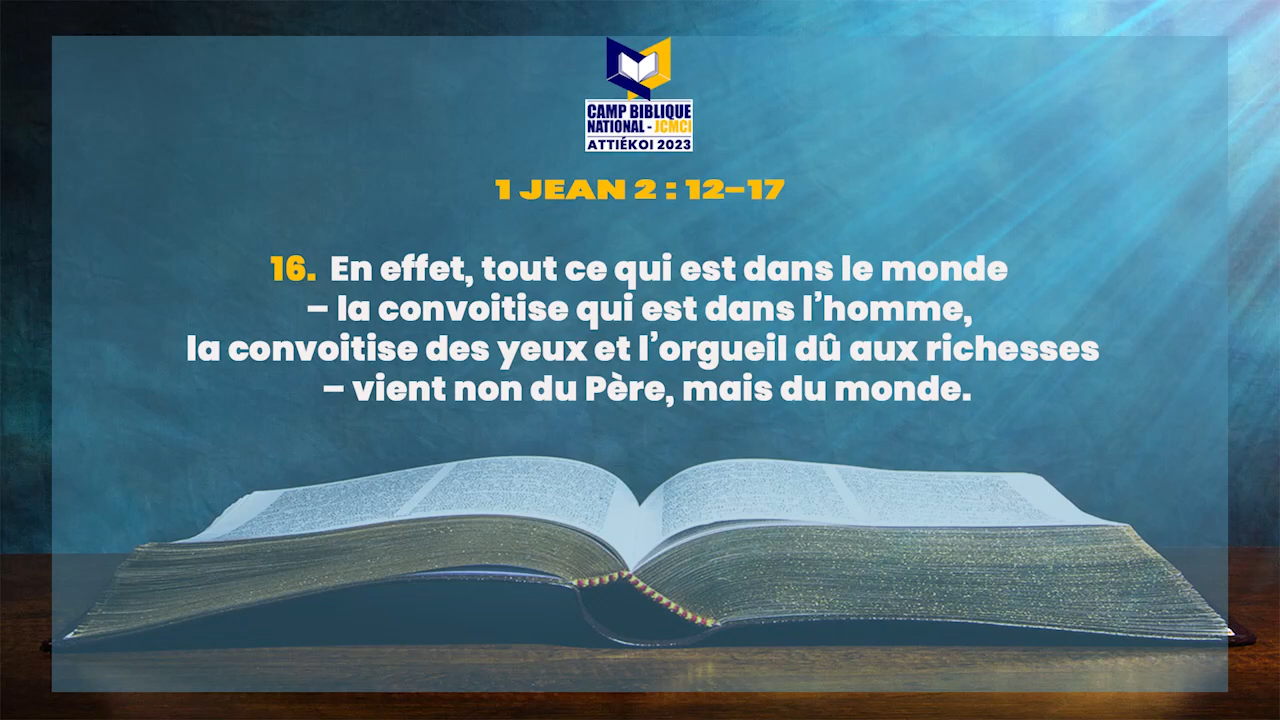 CAMP BIBLIQUE
NATIONAL - JCMCI
ATTIÉKOI 2023
1 JEAN 2 : 12–17
16. En effet, tout ce qui est dans le monde
– la convoitise qui est dans l’homme,
la convoitise des yeux et l’orgueil dû aux richesses
– vient non du Père, mais du monde.